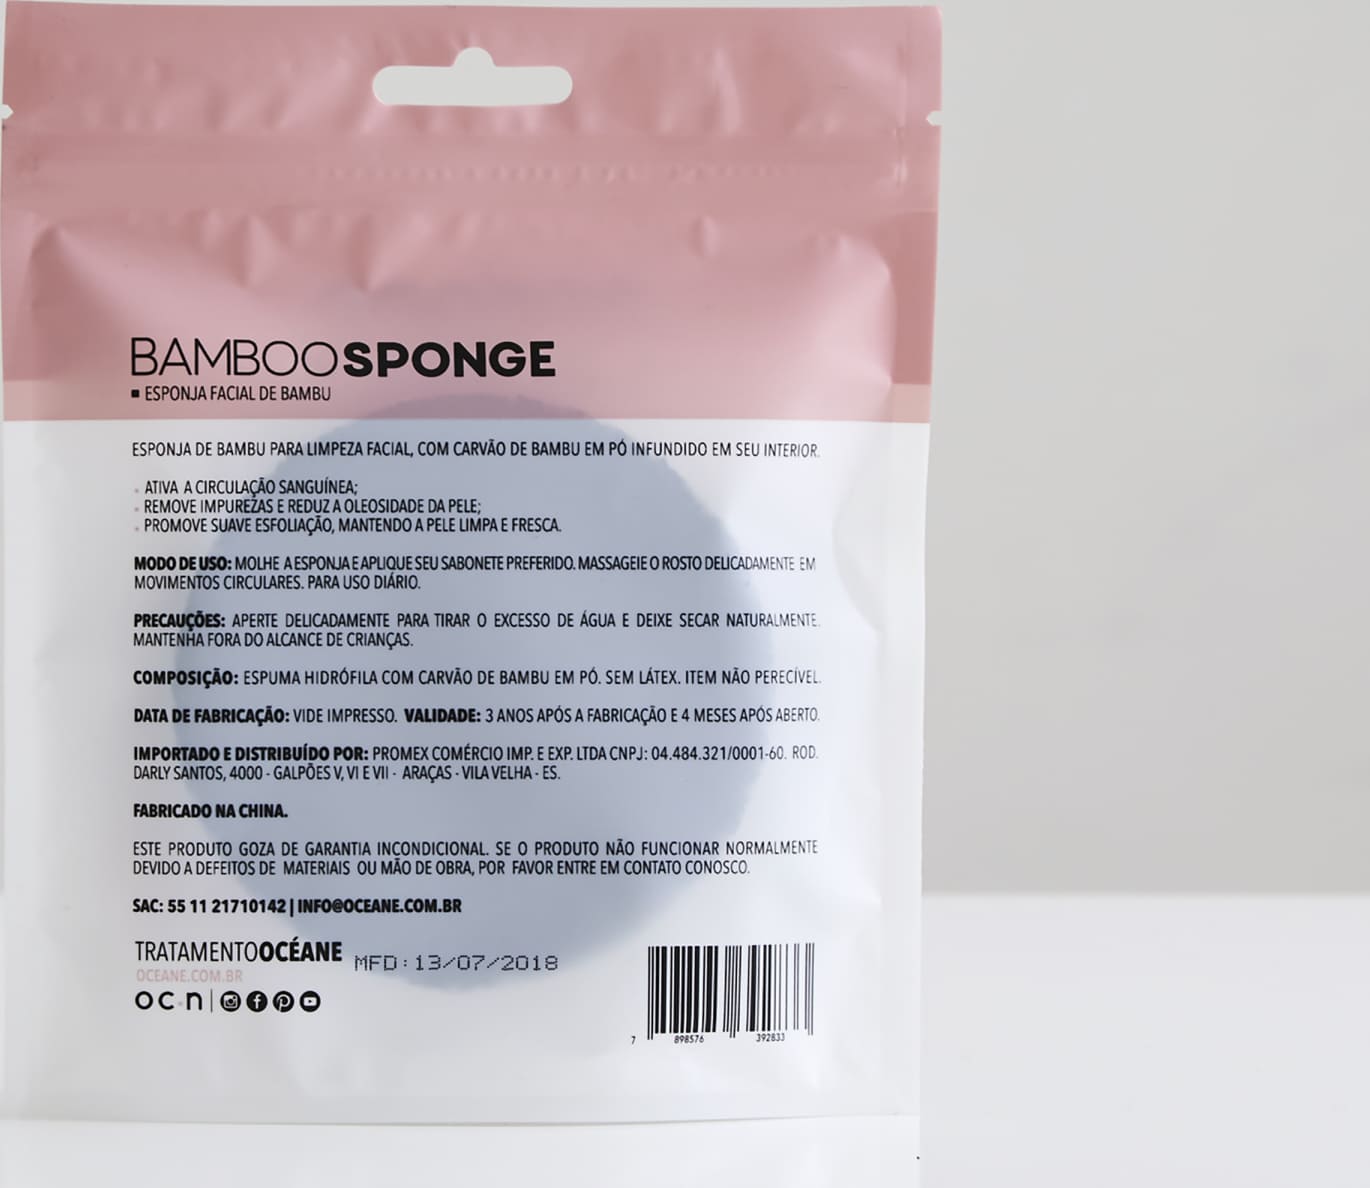 BAMBOOSPONGE
▪ ESPONJA FACIAL DE BAMBU
ESPONJA DE BAMBU PARA LIMPEZA FACIAL, COM CARVÃO DE BAMBU EM PÓ INFUNDIDO EM SEU INTERIOR.
• ATIVA A CIRCULAÇÃO SANGUÍNEA;
• REMOVE IMPUREZAS E REDUZ A OLEOSIDADE DA PELE;
• PROMOVE SUAVE ESFOLIAÇÃO, MANTENDO A PELE LIMPA E FRESCA.
MODO DE USO: MOLHE A ESPONJA E APLIQUE SEU SABONETE PREFERIDO. MASSAGEIE O ROSTO DELICADAMENTE EM
MOVIMENTOS CIRCULARES. PARA USO DIÁRIO.
PRECAUÇÕES: APERTE DELICADAMENTE PARA TIRAR O EXCESSO DE ÁGUA E DEIXE SECAR NATURALMENTE.
MANTENHA FORA DO ALCANCE DE CRIANÇAS.
COMPOSIÇÃO: ESPUMA HIDRÓFILA COM CARVÃO DE BAMBU EM PÓ. SEM LÁTEX. ITEM NÃO PERECÍVEL.
DATA DE FABRICAÇÃO: VIDE IMPRESSO. VALIDADE: 3 ANOS APÓS A FABRICAÇÃO E 4 MESES APÓS ABERTO.
IMPORTADO E DISTRIBUÍDO POR: PROMEX COMÉRCIO IMP. E EXP. LTDA CNPJ: 04.484.321/0001-60. ROD.
DARLY SANTOS, 4000 - GALPÕES V, VI E VII - ARAÇAS - VILA VELHA - ES.
FABRICADO NA CHINA.
ESTE PRODUTO GOZA DE GARANTIA INCONDICIONAL. SE O PRODUTO NÃO FUNCIONAR NORMALMENTE
DEVIDO A DEFEITOS DE MATERIAIS OU MÃO DE OBRA, POR FAVOR ENTRE EM CONTATO CONOSCO.
SAC: 55 11 21710142 | INFO@OCEANE.COM.BR
TRATAMENTOOCÉANE
OCEANE.COM.BR
MFD:13/07/2018
oc·n
7 898576 392833